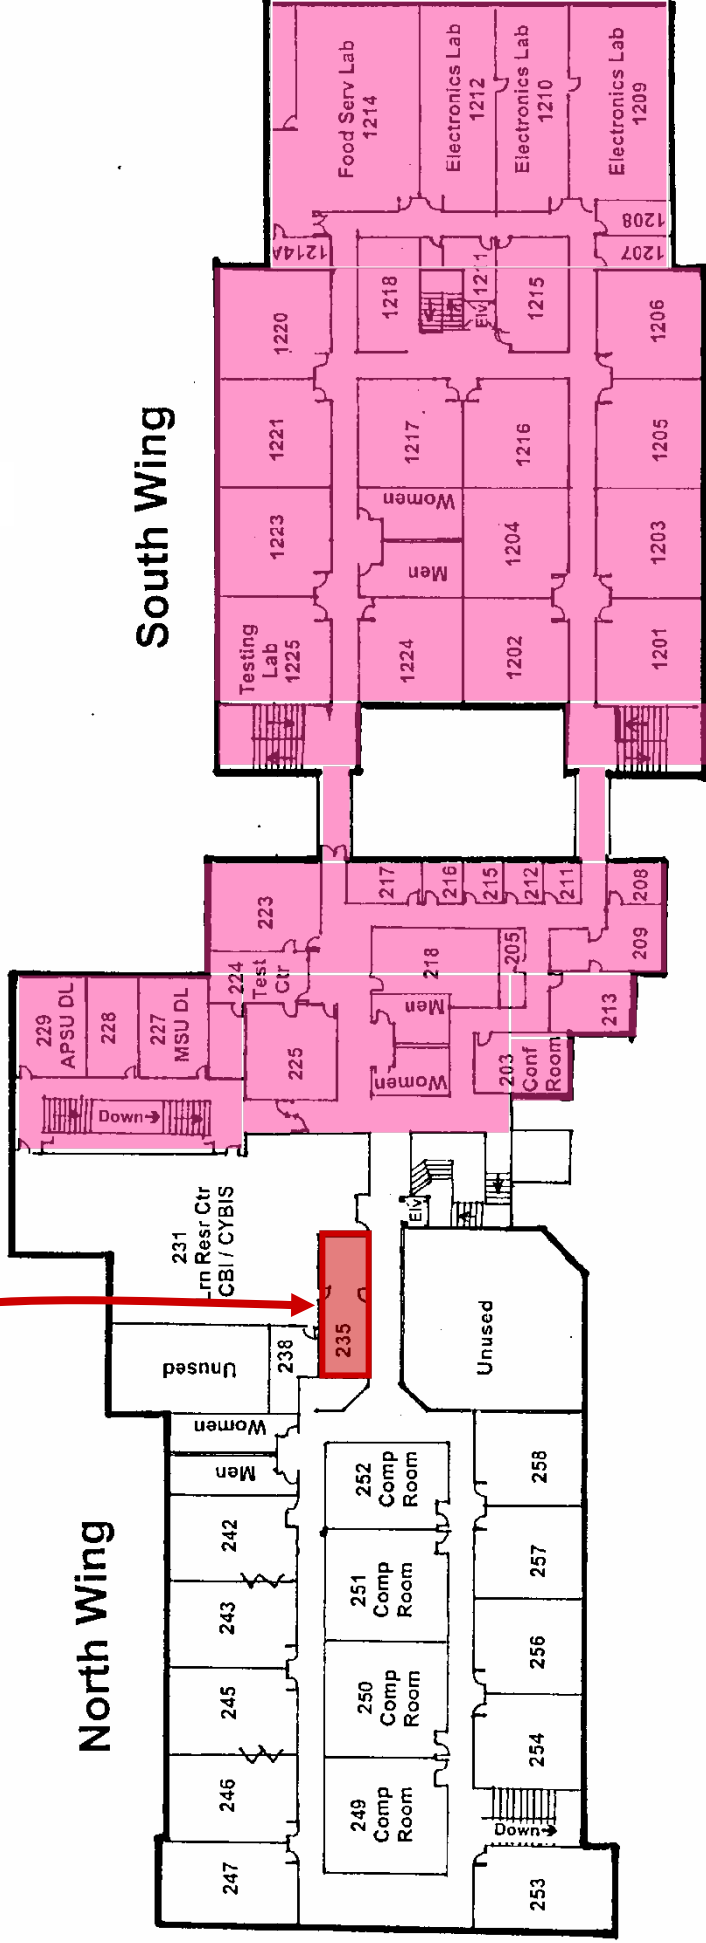 South Wing
Food Serv Lab
1214
Electronics Lab
1212
Electronics Lab
1210
Electronics Lab
1209
1208
1207
1214A
1218
1211
Elv
1215
1220
1206
1221
1217
1216
1205
Women
1223
1204
1203
Men
Testing
Lab
1225
1224
1202
1201
217
216
215
212
211
208
223
218
205
209
224
Test
Ctr
229
APSU DL
228
227
MSU DL
Men
213
225
Women
203
Conf
Room
Down
231
Lrn Resr Ctr
CBI / CYBIS
Elv
235
238
Unused
Unused
North Wing
Women
Men
252
Comp
Room
258
242
251
Comp
Room
257
243
256
245
250
Comp
Room
254
246
249
Comp
Room
Down
247
253